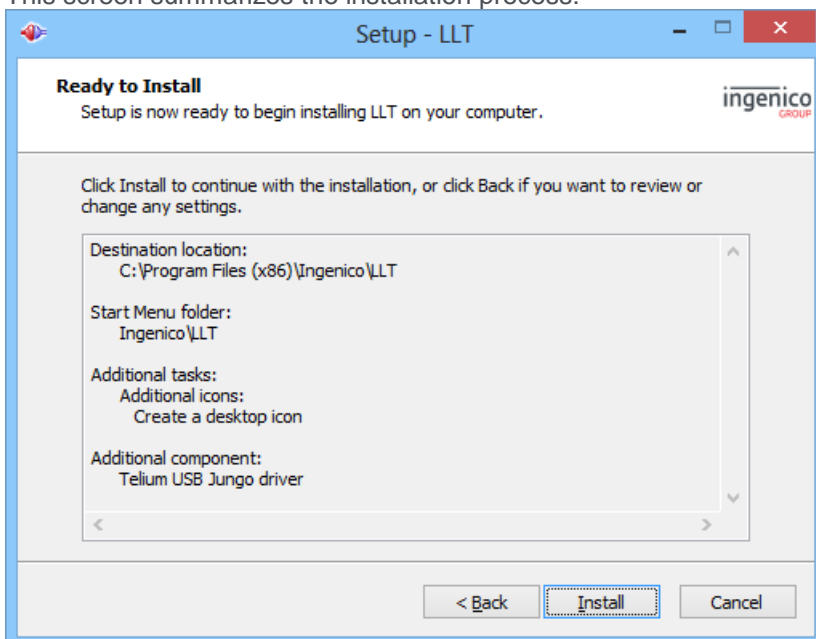 This screen summarizes the installation process.
Setup - LLT
Ready to Install
Setup is now ready to begin installing LLT on your computer.
ingenico
GROUP
Click Install to continue with the installation, or click Back if you want to review or
change any settings.
Destination location:
C:\Program Files (x86)\Ingenico\LLT
Start Menu folder:
Ingenico\LLT
Additional tasks:
Additional icons:
Create a desktop icon
Additional component:
Telium USB Jungo driver
< Back
Install
Cancel